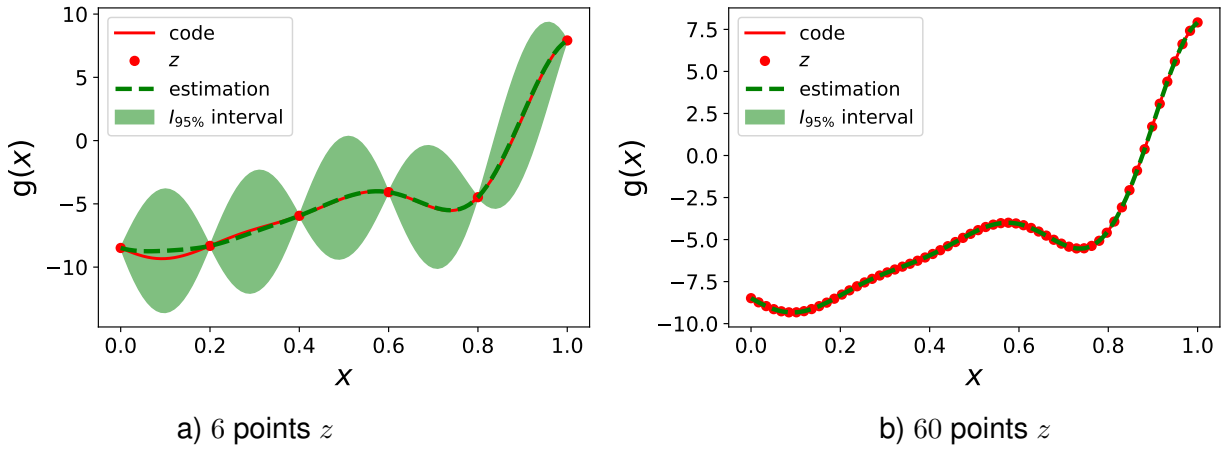 10
5
0
−5
−10
g(x)
code
z
estimation
I95% interval
0.0 0.2 0.4 0.6 0.8 1.0
x
a) 6 points z
7.5
5.0
2.5
0.0
−2.5
−5.0
−7.5
−10.0
g(x)
code
z
estimation
I95% interval
0.0 0.2 0.4 0.6 0.8 1.0
x
b) 60 points z